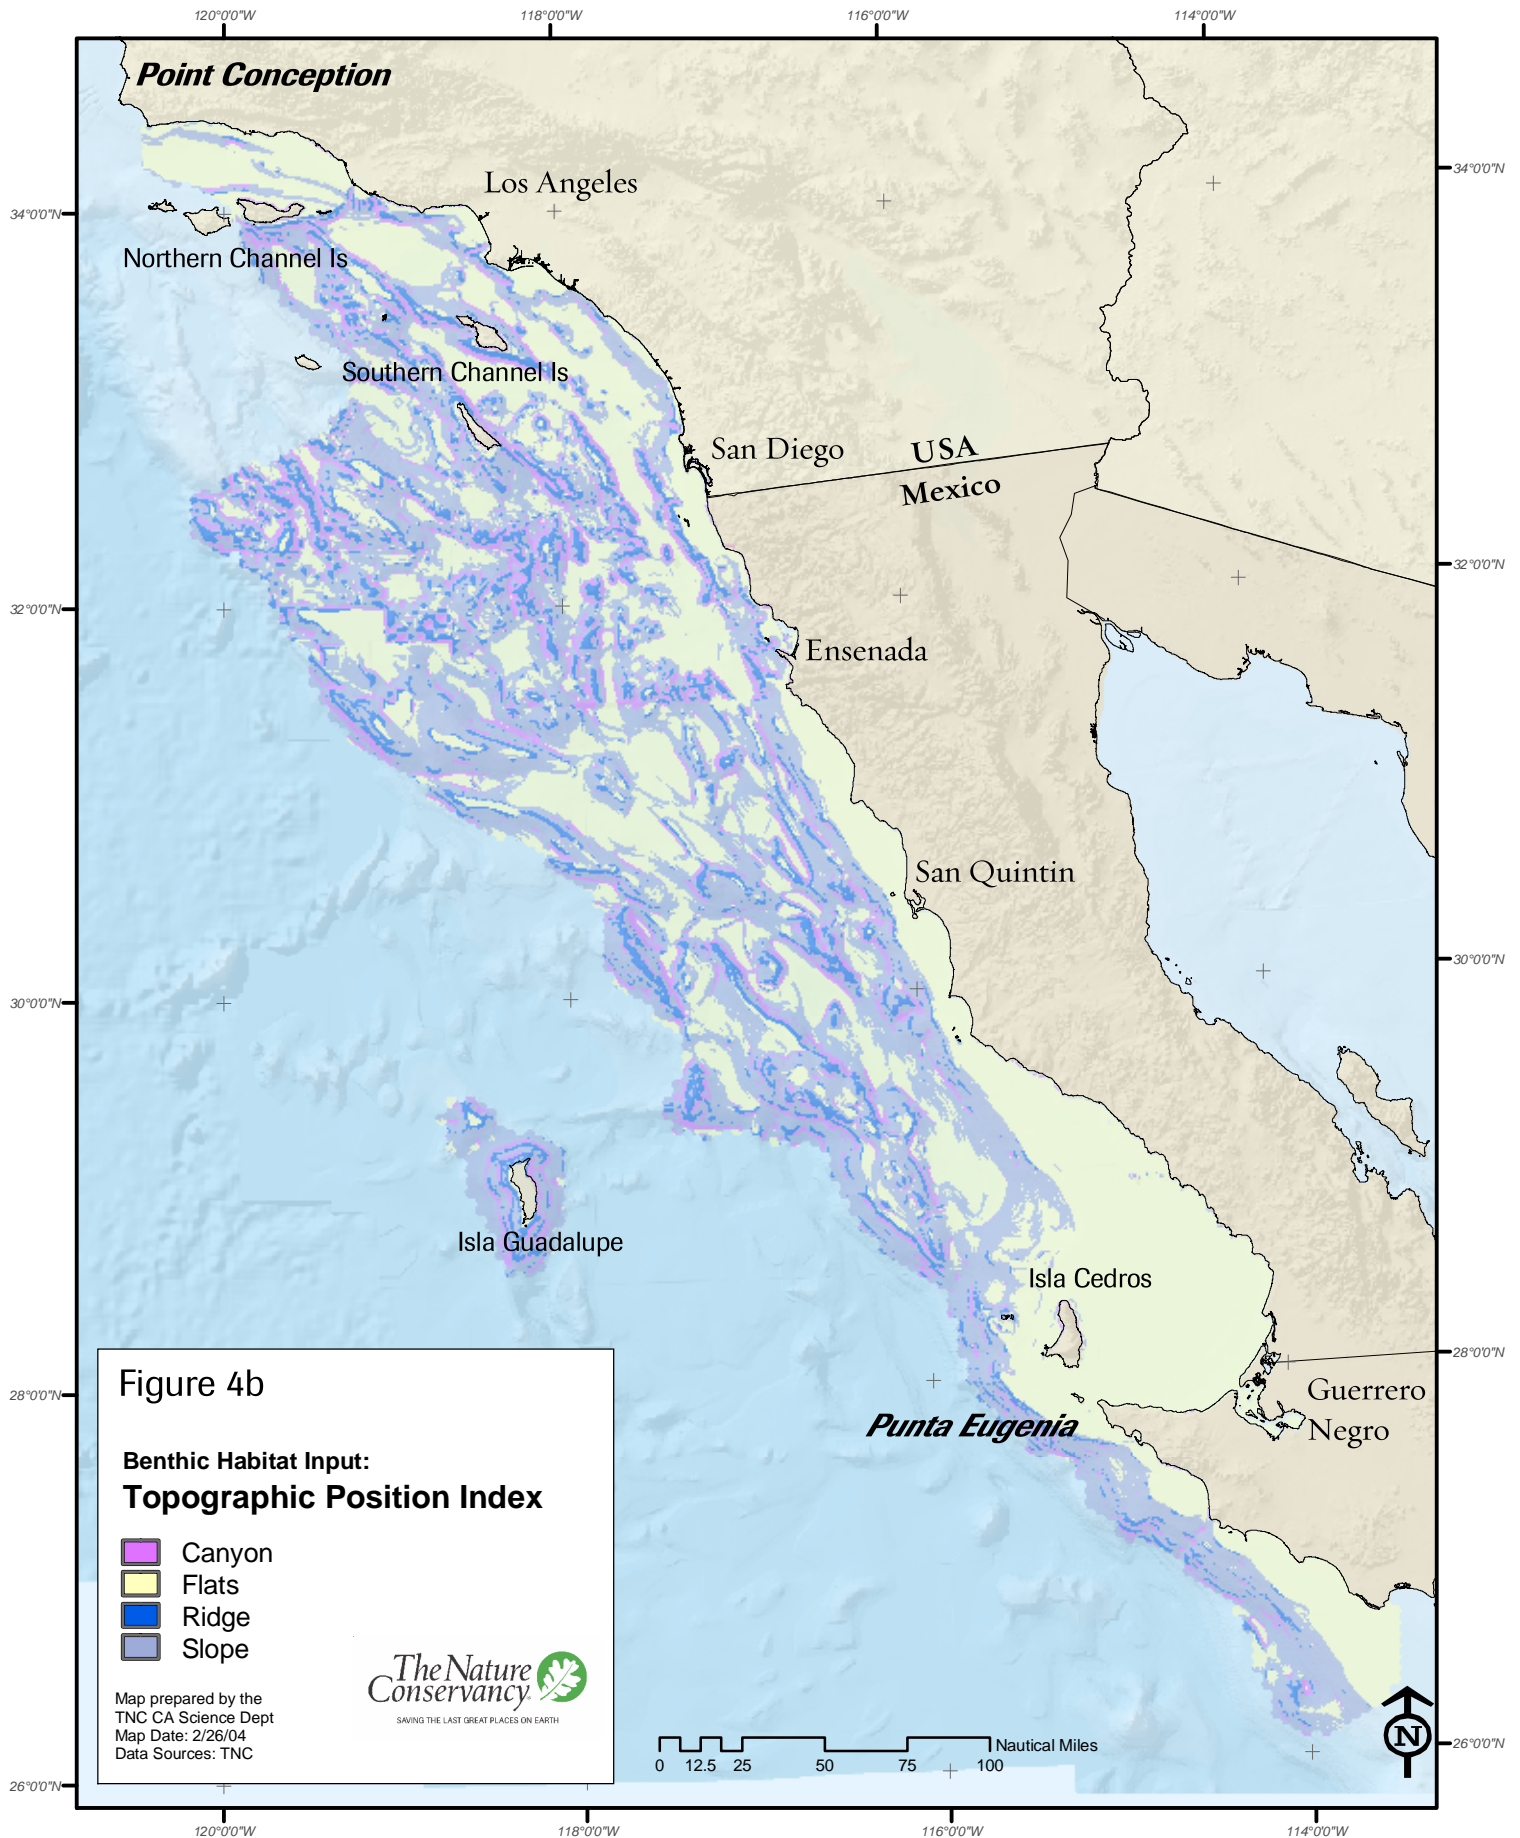 120°0'0"W
118°0'0"W
116°0'0"W
114°0'0"W
Point Conception
34°0'0"N
Los Angeles
34°0'0"N
Northern Channel Is
Southern Channel Is
San Diego
USA
Mexico
32°0'0"N
32°0'0"N
Ensenada
San Quintin
30°0'0"N
30°0'0"N
Isla Guadalupe
Isla Cedros
28°0'0"N
28°0'0"N
Guerrero
Negro
Punta Eugenia
Figure 4b
Benthic Habitat Input:
Topographic Position Index
Canyon
Flats
Ridge
Slope
The Nature
Conservancy
SAVING THE LAST GREAT PLACES ON EARTH
Map prepared by the
TNC CA Science Dept
Map Date: 2/26/04
Data Sources: TNC
Nautical Miles
0 12.5 25 50 75 100
N
26°0'0"N
26°0'0"N
120°0'0"W
118°0'0"W
116°0'0"W
114°0'0"W